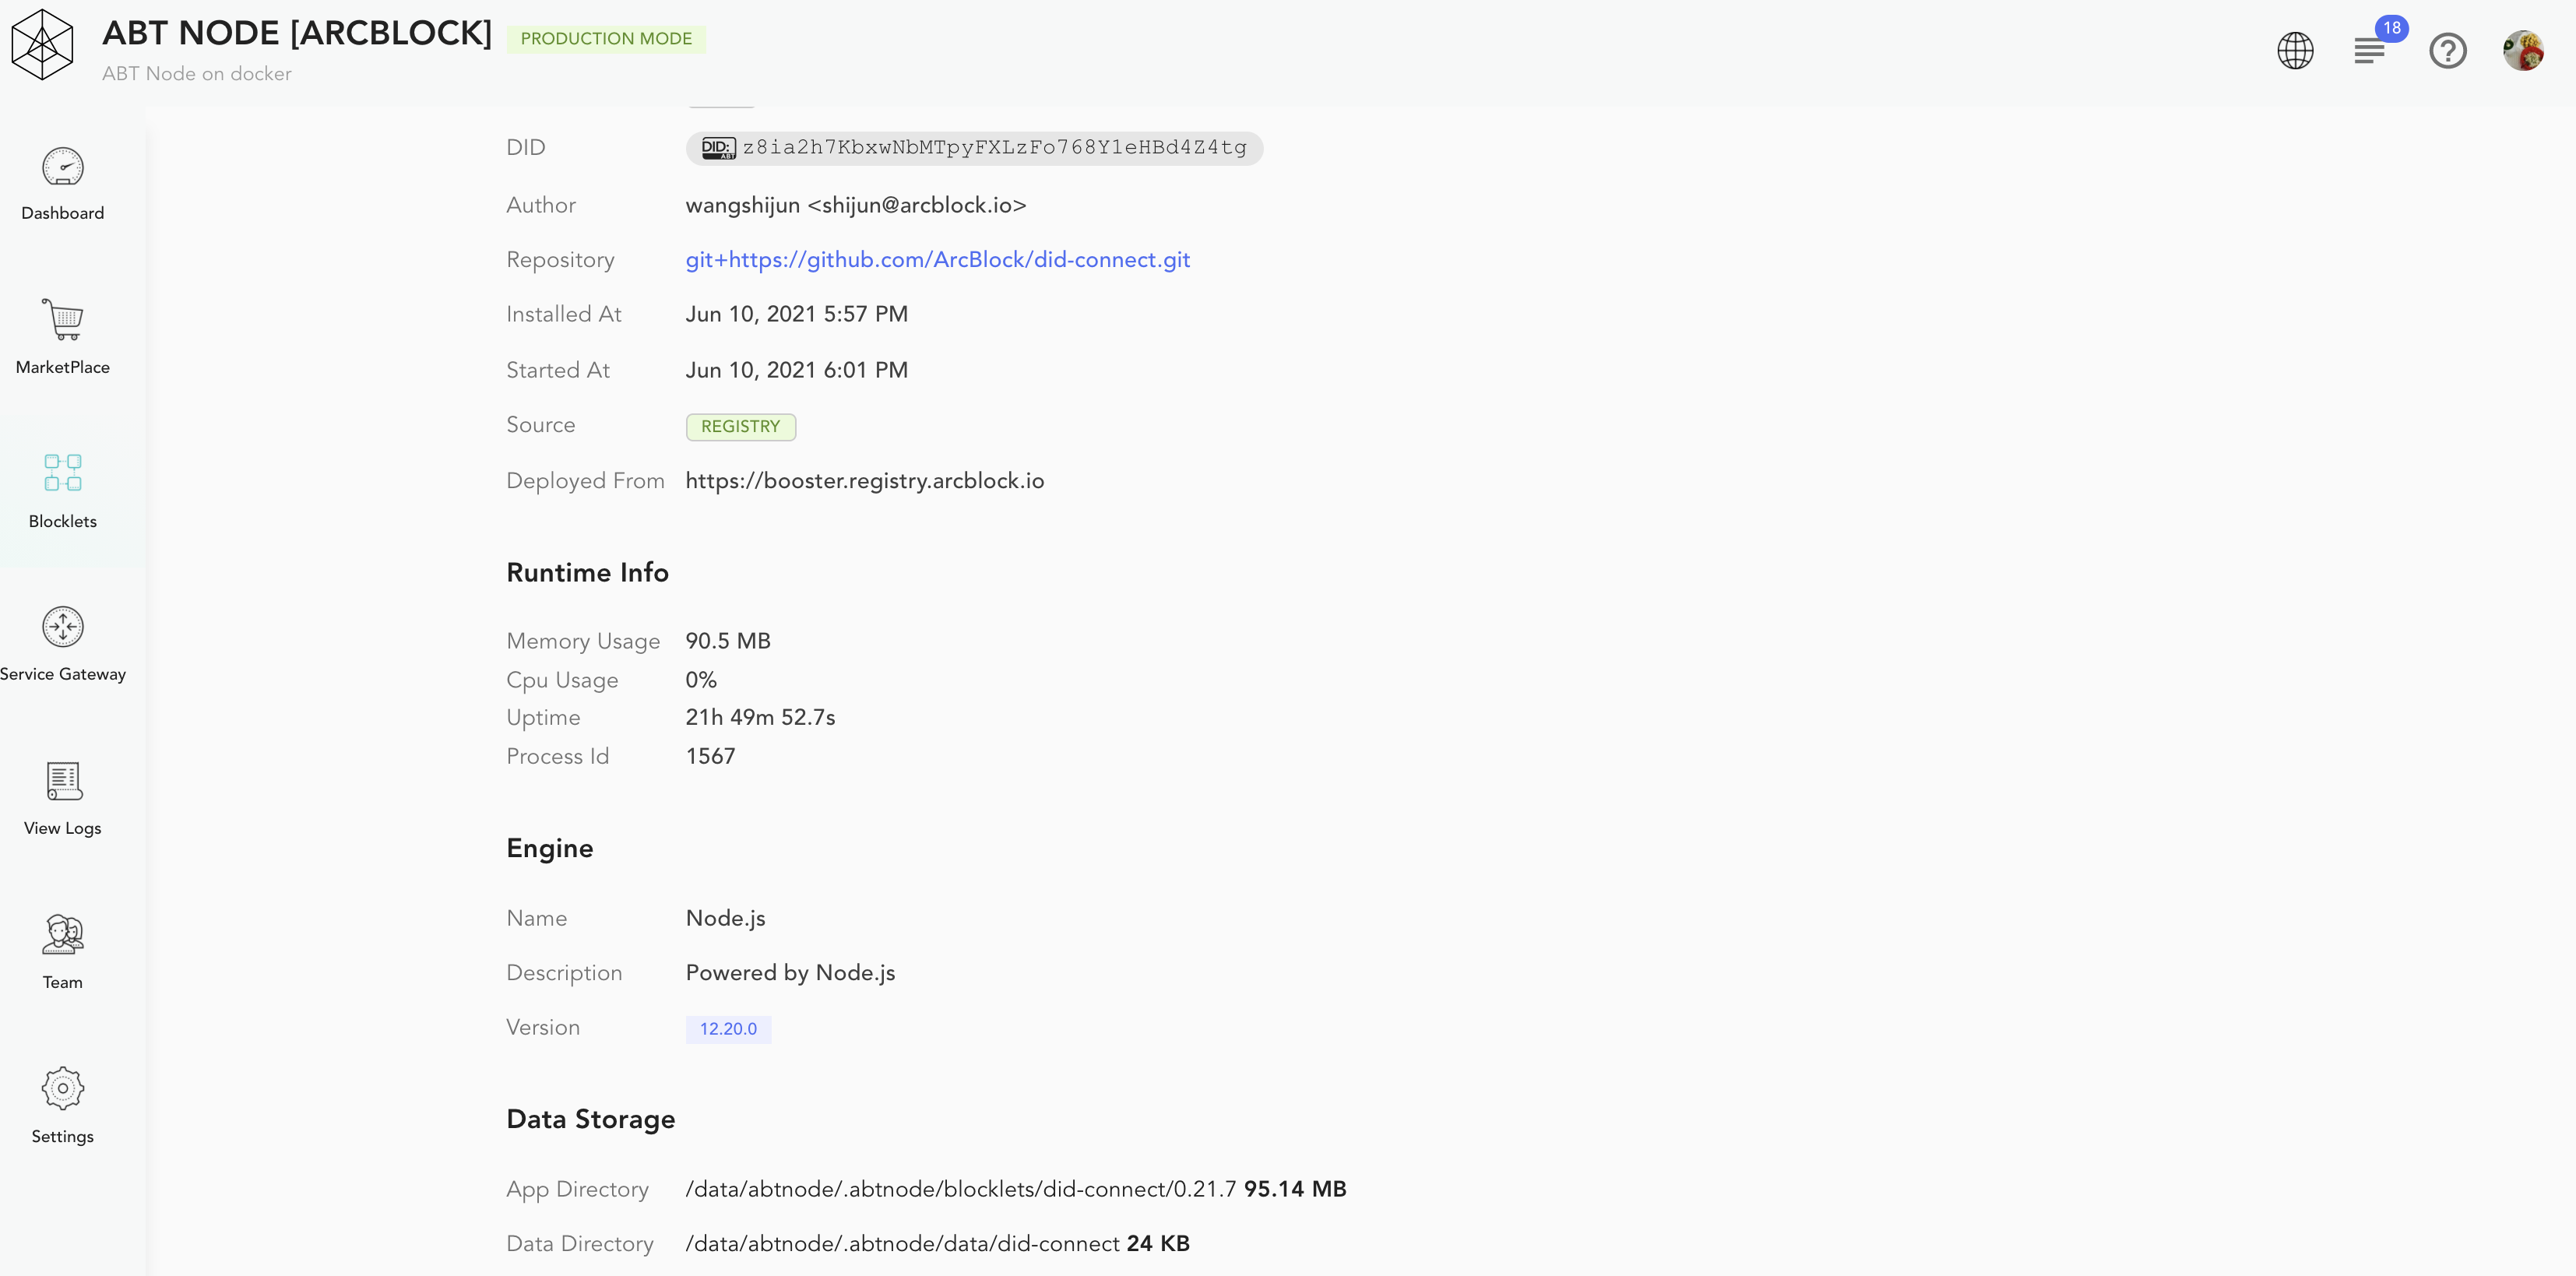 ABT NODE [ARCBLOCK] PRODUCTION MODE
ABT Node on docker
18
Dashboard
MarketPlace
Blocklets
Service Gateway
View Logs
Team
Settings
DID DID: ABT z8ia2h7KbxwNbMTpyFXLzFo768Y1eHBd4Z4tg
Author wangshijun <shijun@arcblock.io>
Repository git+https://github.com/ArcBlock/did-connect.git
Installed At Jun 10, 2021 5:57 PM
Started At Jun 10, 2021 6:01 PM
Source REGISTRY
Deployed From https://booster.registry.arcblock.io
Runtime Info
Memory Usage 90.5 MB
Cpu Usage 0%
Uptime 21h 49m 52.7s
Process Id 1567
Engine
Name Node.js
Description Powered by Node.js
Version 12.20.0
Data Storage
App Directory /data/abtnode/.abtnode/blocklets/did-connect/0.21.7 95.14 MB
Data Directory /data/abtnode/.abtnode/data/did-connect 24 KB